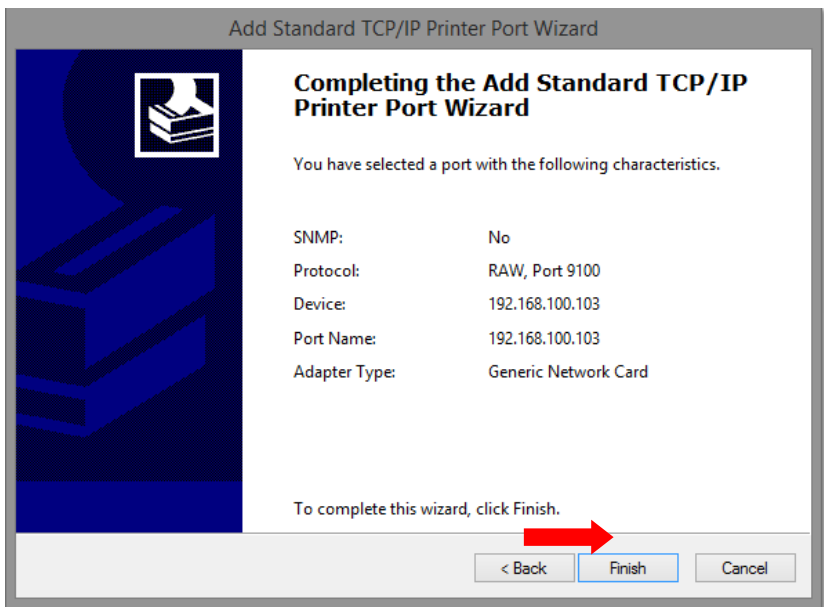 Add Standard TCP/IP Printer Port Wizard
Completing the Add Standard TCP/IP
Printer Port Wizard
You have selected a port with the following characteristics.
SNMP: No
Protocol: RAW, Port 9100
Device: 192.168.100.103
Port Name: 192.168.100.103
Adapter Type: Generic Network Card
To complete this wizard, click Finish.
< Back Finish Cancel